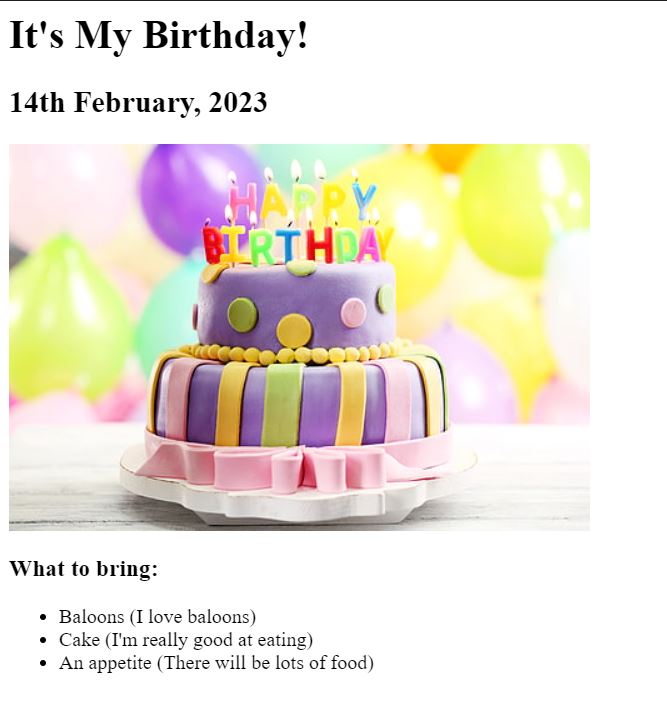 It's My Birthday!
14th February, 2023
HAPPY
BIRTHDAY
What to bring:
Baloons (I love baloons)
Cake (I'm really good at eating)
An appetite (There will be lots of food)